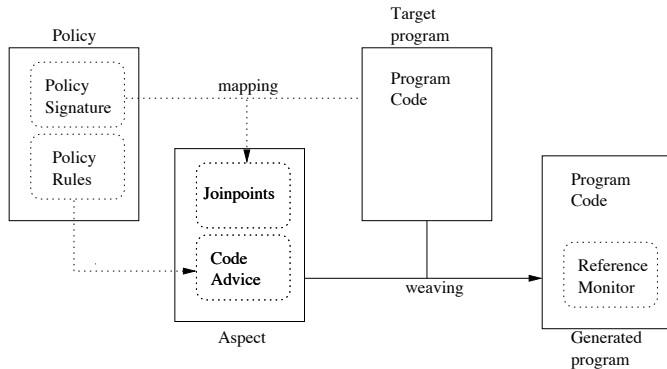 Policy
Policy
Signature
Policy
Rules
mapping
Target
program
Program
Code
Joinpoints
Code
Advice
Aspect
weaving
Program
Code
Reference
Monitor
Generated
program